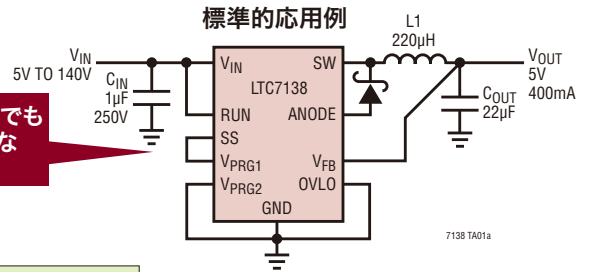 標準的応用例
L1
220µH
VIN
5V TO 140V
CIN
1µF
250V
VIN
SW
LTC7138
RUN
ANODE
SS
VPRG1
VFB
VPRG2
OVLO
GND
VOUT
5V
400mA
COUT
22µF
でも
な
7138 TA01a